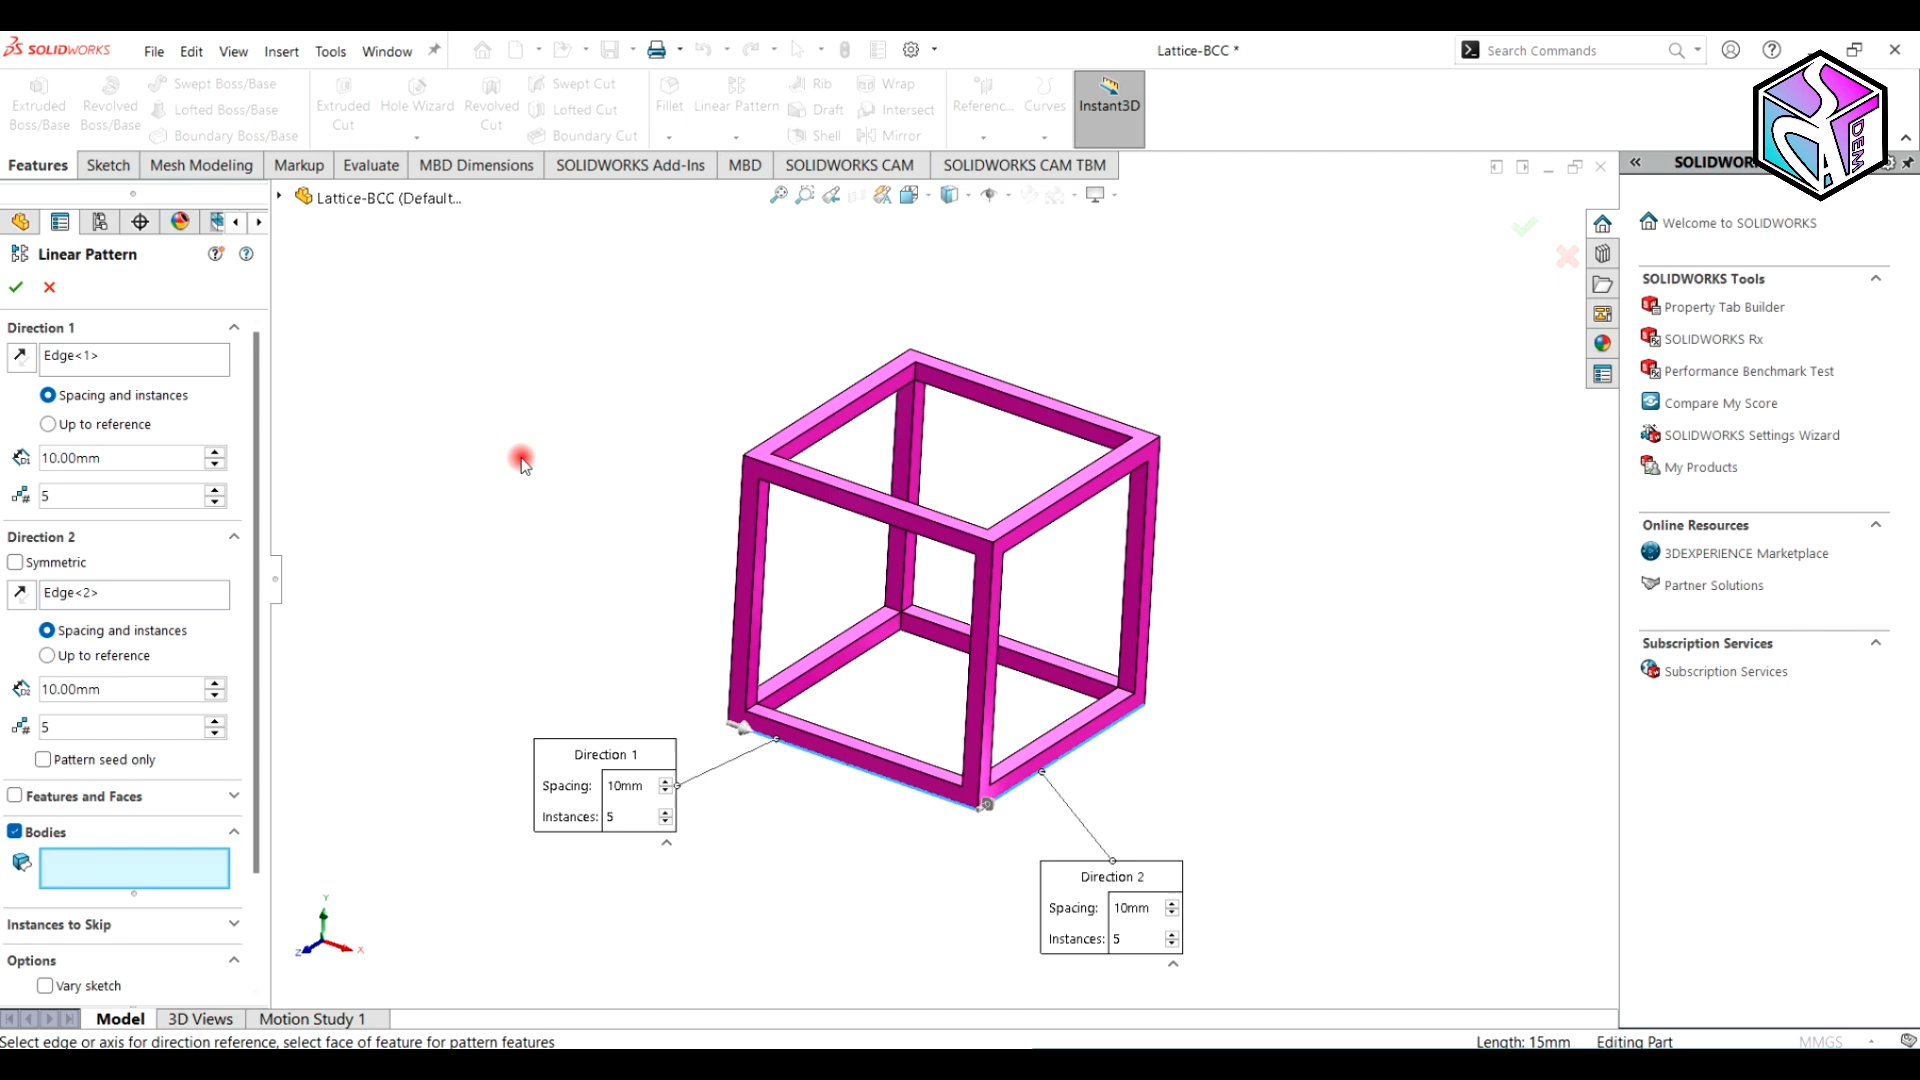 SOLIDWORKS
File Edit View Insert Tools Window
Lattice-BCC *
Search Commands
Extruded Boss/Base
Revolved Boss/Base
Swept Boss/Base
Lofted Boss/Base
Boundary Boss/Base
Extruded Cut
Hole Wizard
Revolved Cut
Swept Cut
Lofted Cut
Boundary Cut
Fillet
Linear Pattern
Rib
Draft
Shell
Wrap
Intersect
Mirror
Referenc...
Curves
Instant3D
Features Sketch Mesh Modeling Markup Evaluate MBD Dimensions SOLIDWORKS Add-Ins MBD SOLIDWORKS CAM SOLIDWORKS CAM TBM
Lattice-BCC (Default...
Linear Pattern
Direction 1
Edge<1>
Spacing and instances
Up to reference
D1
10.00mm
#
5
Direction 2
Symmetric
Edge<2>
Spacing and instances
Up to reference
D2
10.00mm
#
5
Pattern seed only
Features and Faces
Bodies
Instances to Skip
Options
Vary sketch
Direction 1
Spacing: 10mm
Instances: 5
Direction 2
Spacing: 10mm
Instances: 5
Y
Z
X
SOLIDWOR
DEM
Welcome to SOLIDWORKS
SOLIDWORKS Tools
Property Tab Builder
SOLIDWORKS Rx
Performance Benchmark Test
Compare My Score
SOLIDWORKS Settings Wizard
My Products
Online Resources
3DEXPERIENCE Marketplace
Partner Solutions
Subscription Services
Subscription Services
Model 3D Views Motion Study 1
Select edge or axis for direction reference, select face of feature for pattern features
Length: 15mm Editing Part MMGS